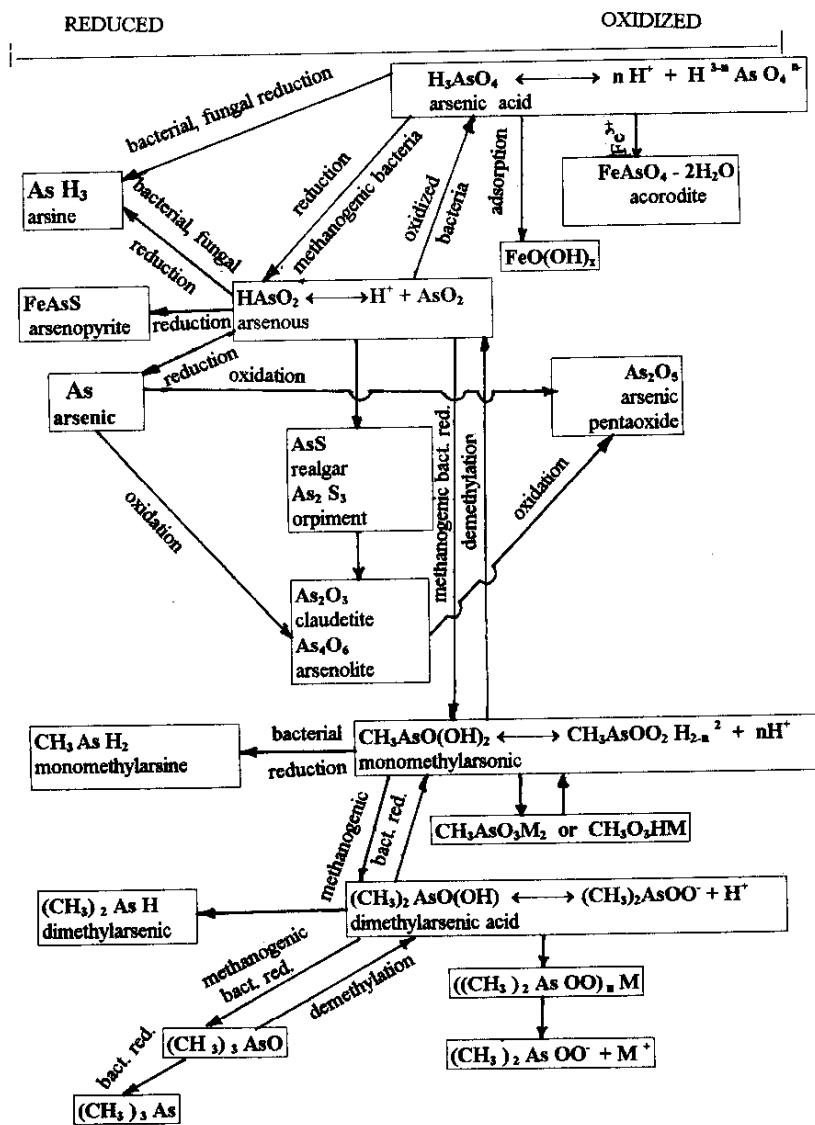 REDUCED
OXIDIZED
H₃AsO₄ ⟷ n H⁺ + H ³⁻ⁿ As O₄ ⁿ⁻
arsenic acid
bacterial, fungal reduction
As H₃
arsine
bacterial, fungal
reduction
reduction
methanogenic bacteria
oxidized
bacteria
adsorption
FeAsO₄ - 2H₂O
acorodite
FeO(OH)ₓ
HAsO₂ ⟷ H⁺ + AsO₂
arsenous
FeAsS
arsenopyrite
reduction
reduction
As
arsenic
oxidation
As₂O₅
arsenic
pentaoxide
AsS
realgar
As₂ S₃
orpiment
methanogenic bact. red.
demethylation
oxidation
oxidation
As₂O₃
claudetite
As₄O₆
arsenolite
CH₃ As H₂
monomethylarsine
bacterial
reduction
CH₃AsO(OH)₂ ⟷ CH₃AsOO₂ H₂₋ₙ ² + nH⁺
monomethylarsonic
methanogenic
bact. red.
CH₃AsO₃M₂ or CH₃O₃HM
(CH₃) ₂ As H
dimethylarsenic
(CH₃)₂ AsO(OH) ⟷ (CH₃)₂AsOO⁻ + H⁺
dimethylarsenic acid
methanogenic
bact. red.
demethylation
((CH₃ )₂ As OO)ₙ M
(CH ₃) ₃ AsO
(CH₃ )₂ As OO⁻ + M ⁺
bact. red.
(CH₃ )₃ As